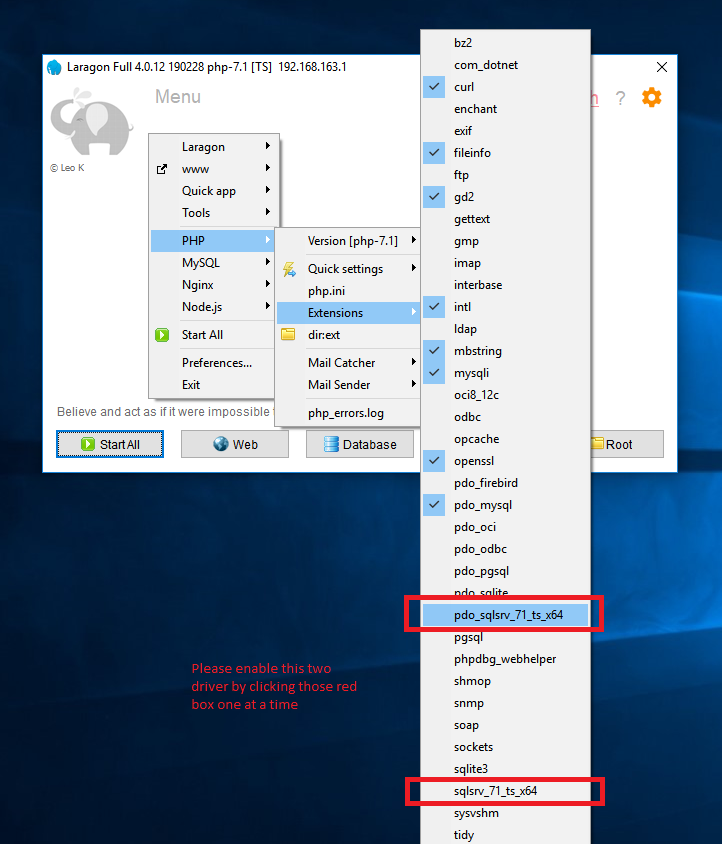 Laragon Full 4.0.12 190228 php-7.1 [TS] 192.168.163.1
Menu
h ?
© Leo K
Laragon
www
Quick app
Tools
PHP
MySQL
Nginx
Node.js
Start All
Preferences...
Exit
Version [php-7.1]
Quick settings
php.ini
Extensions
dir:ext
Mail Catcher
Mail Sender
php_errors.log
bz2
com_dotnet
curl
enchant
exif
fileinfo
ftp
gd2
gettext
gmp
imap
interbase
intl
ldap
mbstring
mysqli
oci8_12c
odbc
opcache
openssl
pdo_firebird
pdo_mysql
pdo_oci
pdo_odbc
pdo_pgsql
pdo_sqlite
pdo_sqlsrv_71_ts_x64
pgsql
phpdbg_webhelper
shmop
snmp
soap
sockets
sqlite3
sqlsrv_71_ts_x64
sysvshm
tidy
Believe and act as if it were impossible
Start All
Web
Database
Root
Please enable this two
driver by clicking those red
box one at a time